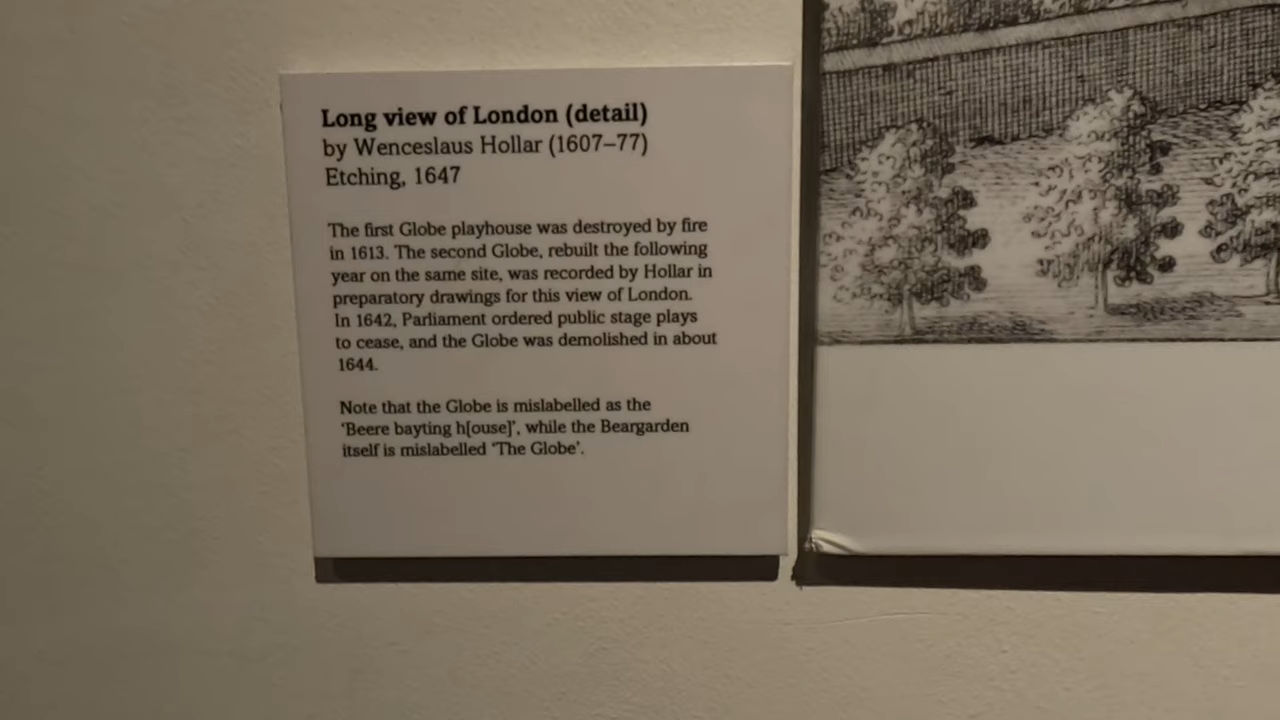 Long view of London (detail)
by Wenceslaus Hollar (1607–77)
Etching, 1647
The first Globe playhouse was destroyed by fire
in 1613. The second Globe, rebuilt the following
year on the same site, was recorded by Hollar in
preparatory drawings for this view of London.
In 1642, Parliament ordered public stage plays
to cease, and the Globe was demolished in about
1644.
Note that the Globe is mislabelled as the
‘Beere bayting h[ouse]’, while the Beargarden
itself is mislabelled ‘The Globe’.